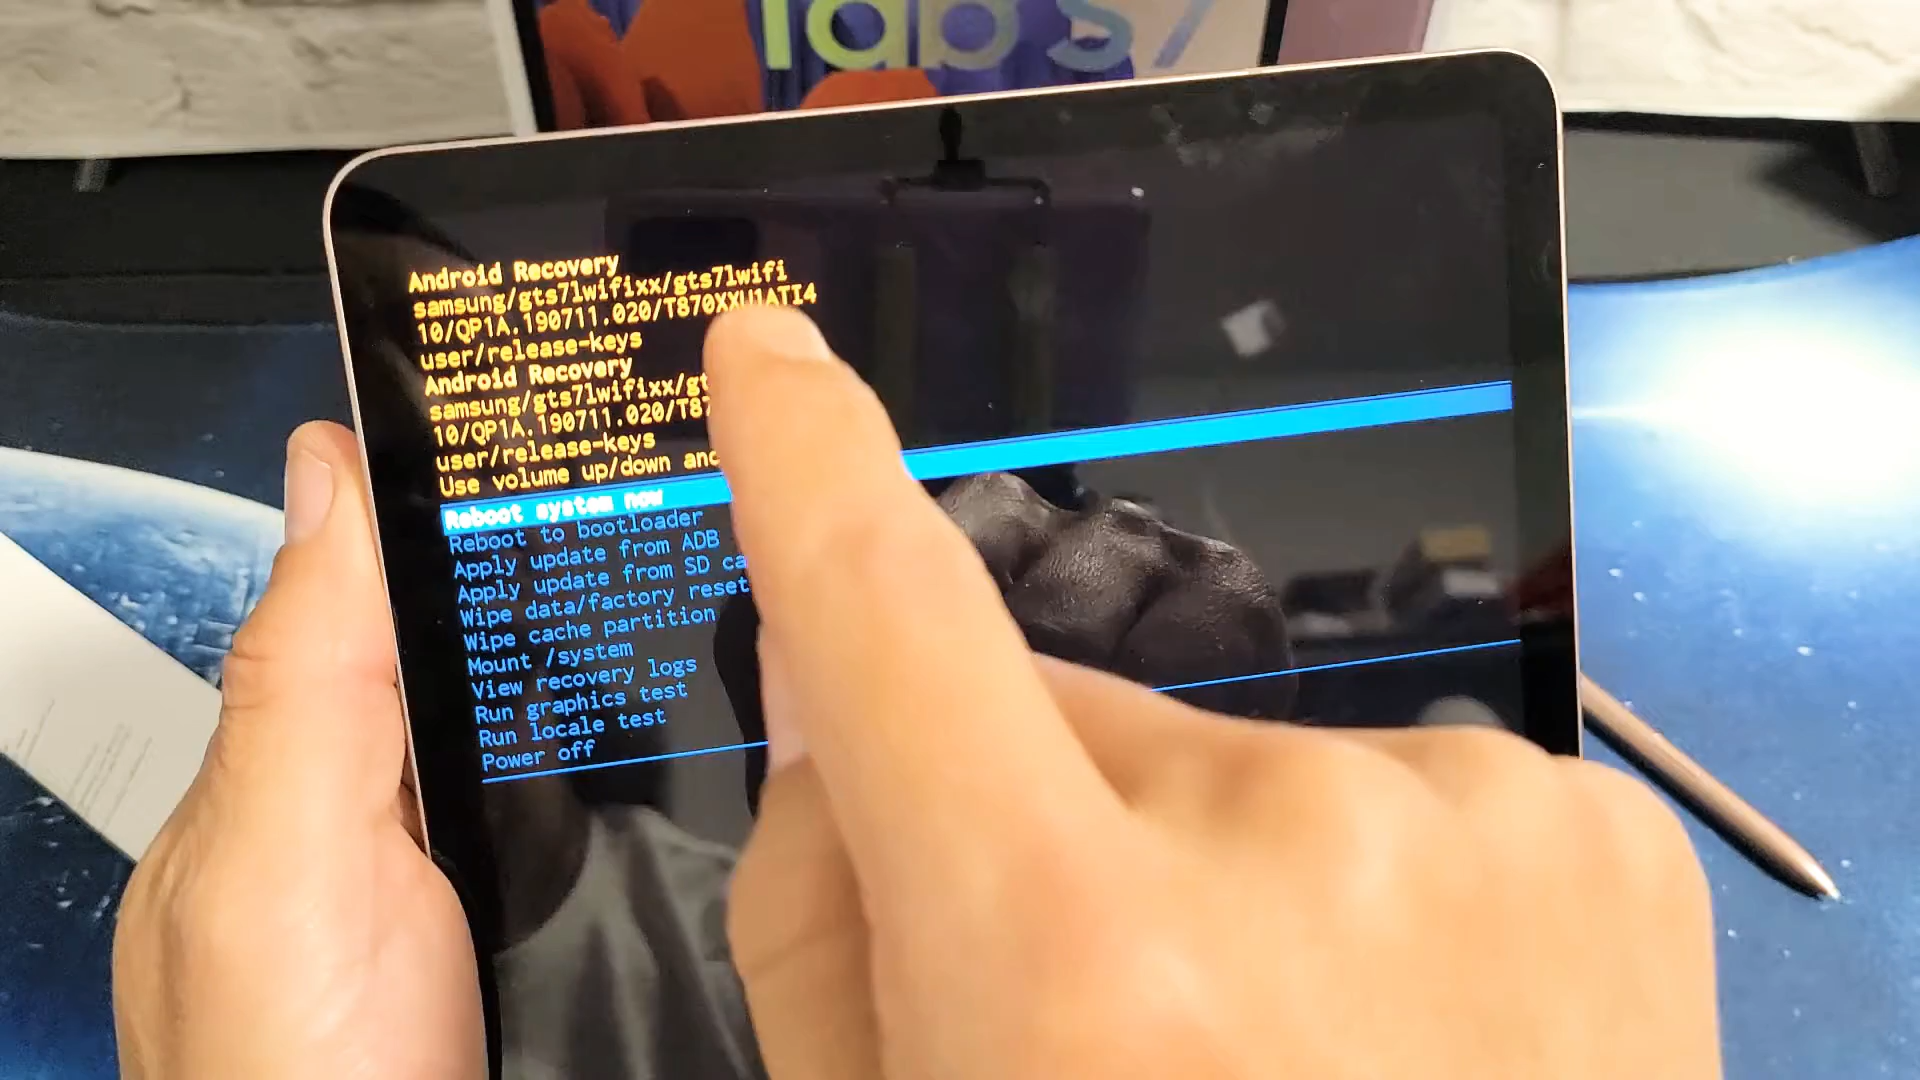 Tab S7
Android Recovery
samsung/gts7lwifixx/gts7lwifi
10/QP1A.190711.020/T870XXU1ATI4
user/release-keys
Android Recovery
samsung/gts7lwifixx/gt
10/QP1A.190711.020/T87
user/release-keys
Use volume up/down and
Reboot system now
Reboot to bootloader
Apply update from ADB
Apply update from SD ca
Wipe data/factory reset
Wipe cache partition
Mount /system
View recovery logs
Run graphics test
Run locale test
Power off